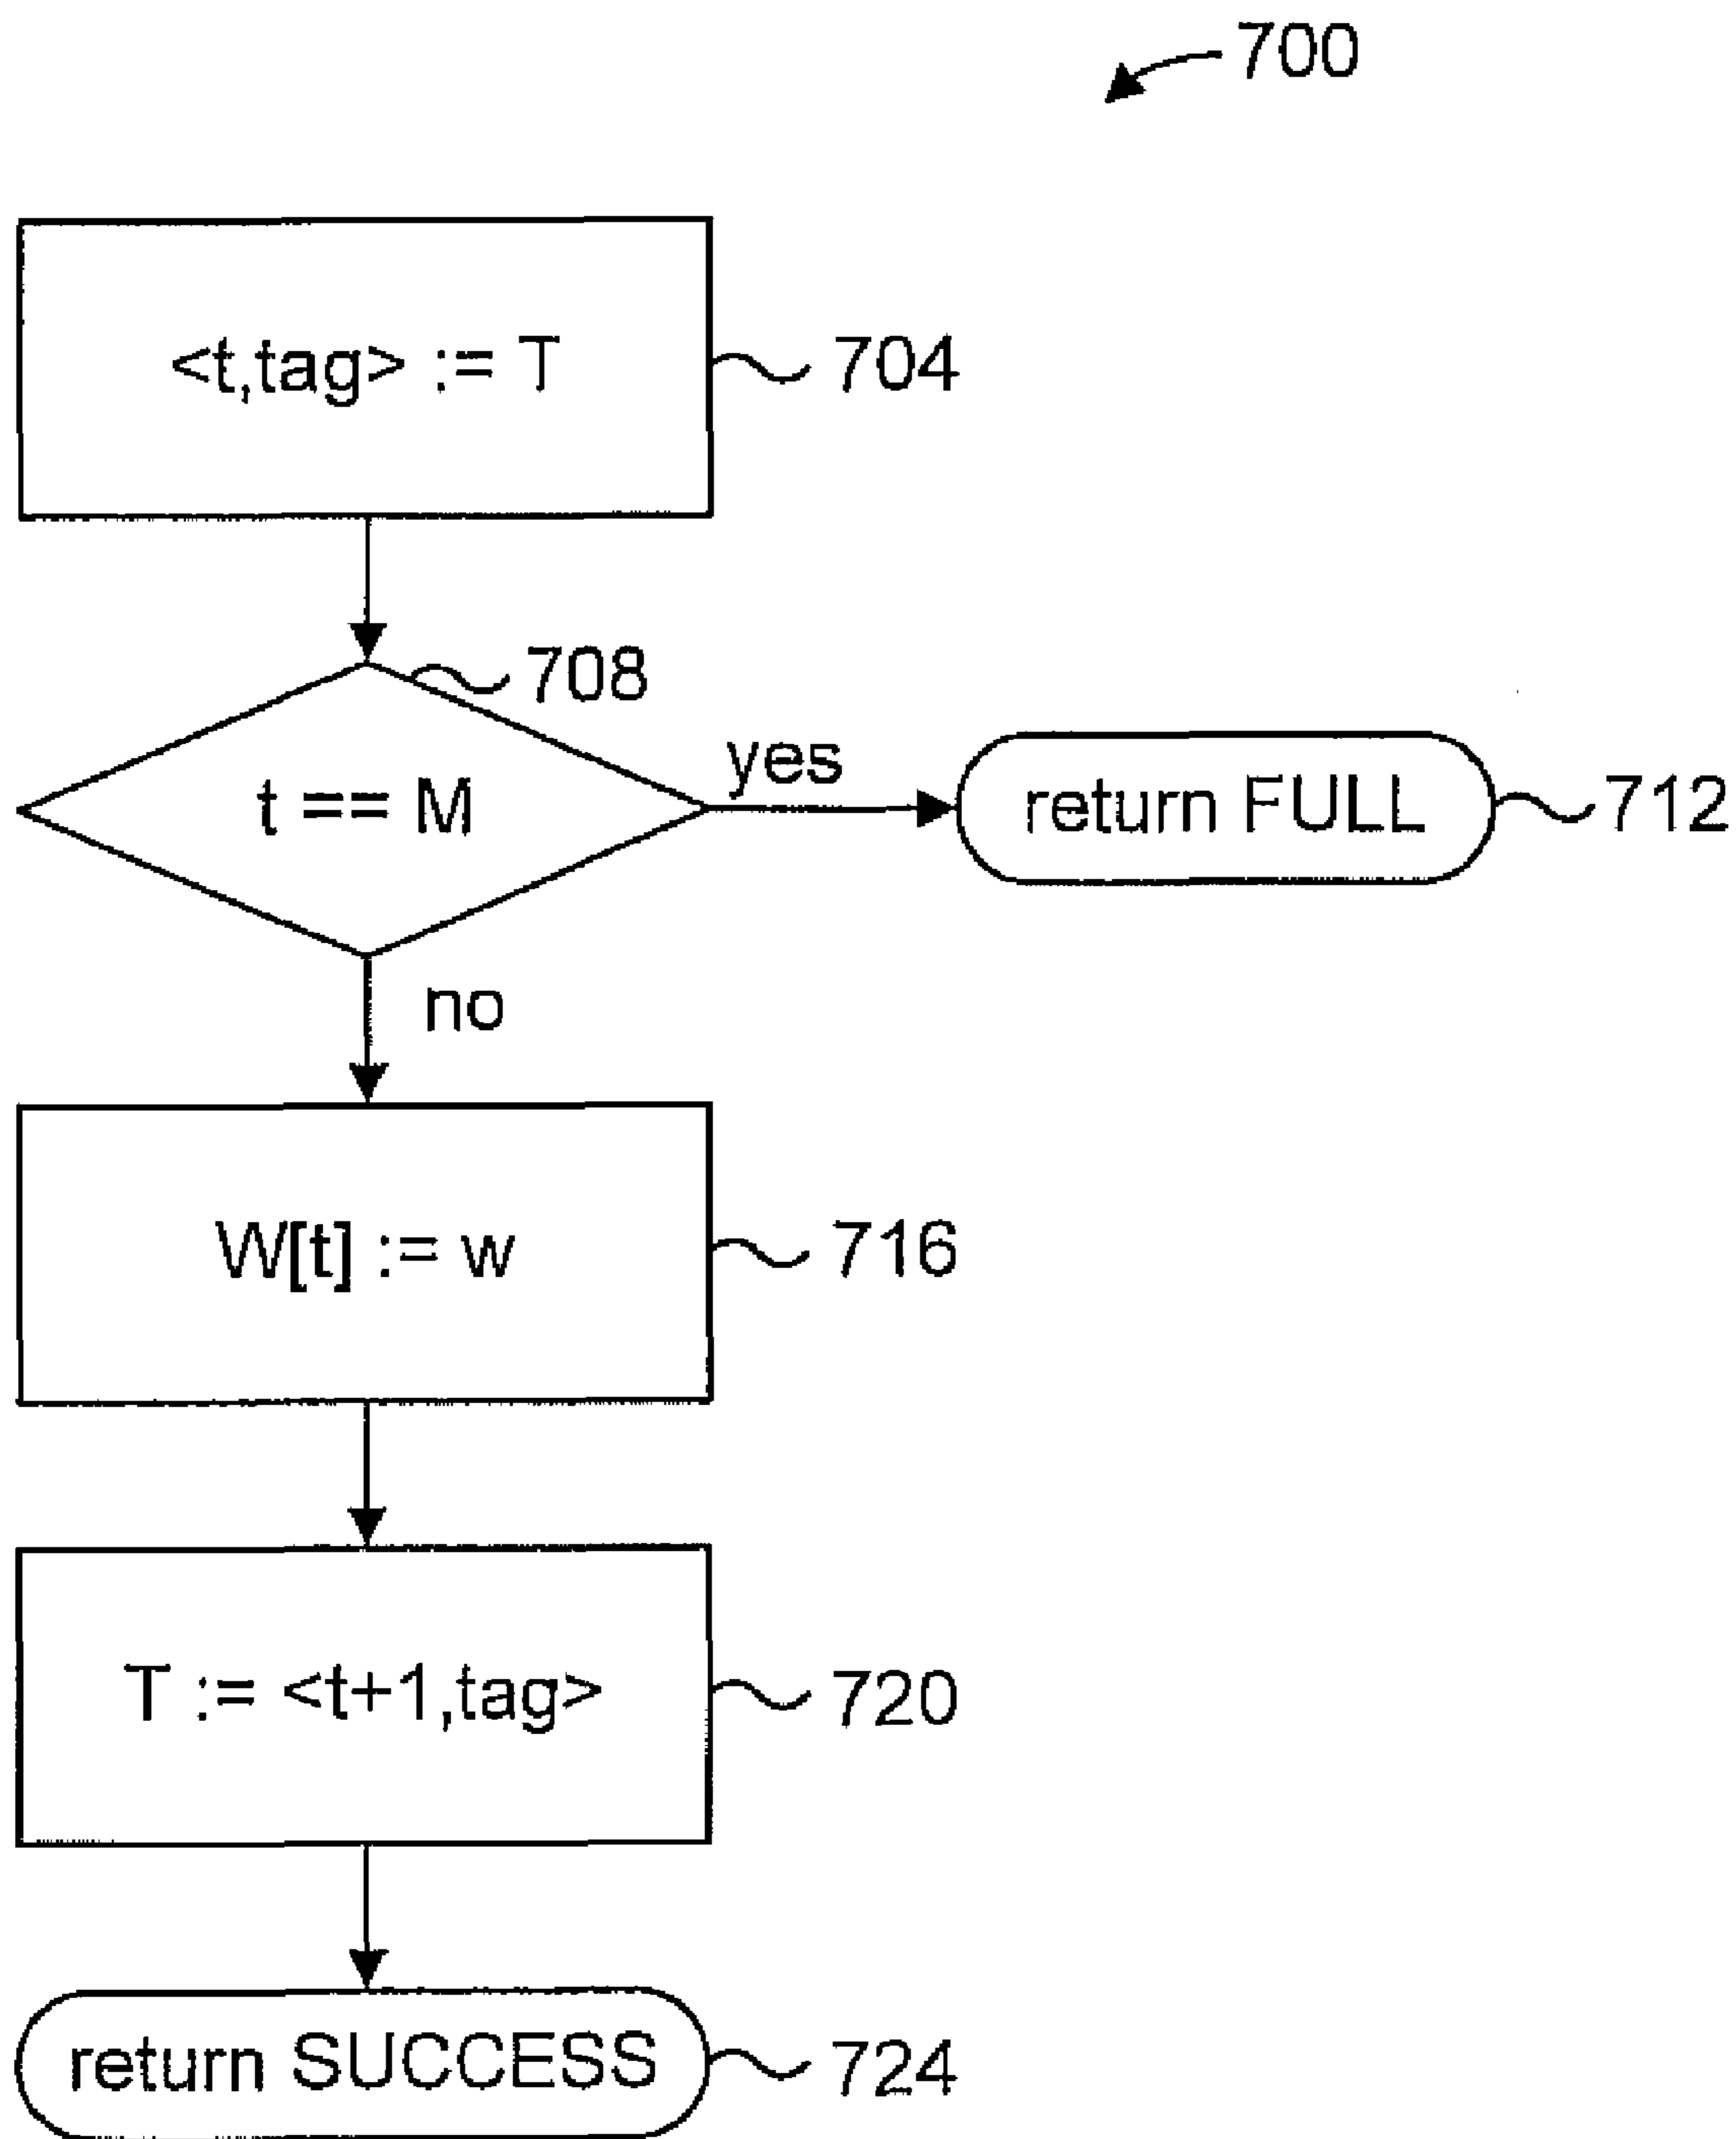 700
<t,tag> := T
704
708
t == M
yes
return FULL
712
no
W[t] := w
716
T := <t+1,tag>
720
return SUCCESS
724